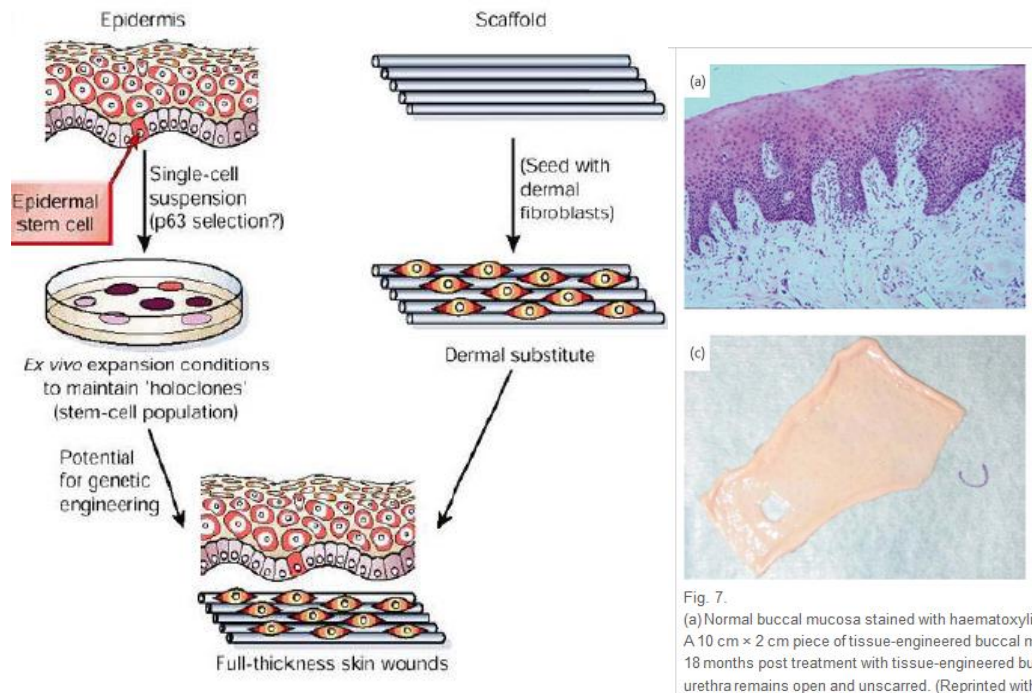 Epidermis
Epidermal
stem cell
Single-cell
suspension
(p63 selection?)
Ex vivo expansion conditions
to maintain 'holoclones'
(stem-cell population)
Potential
for genetic
engineering
Scaffold
(Seed with
dermal
fibroblasts)
Dermal substitute
Full-thickness skin wounds
(a)
(c)
Fig. 7.
(a) Normal buccal mucosa stained with haematoxyli
A 10 cm × 2 cm piece of tissue-engineered buccal m
18 months post treatment with tissue-engineered bu
urethra remains open and unscarred. (Reprinted with